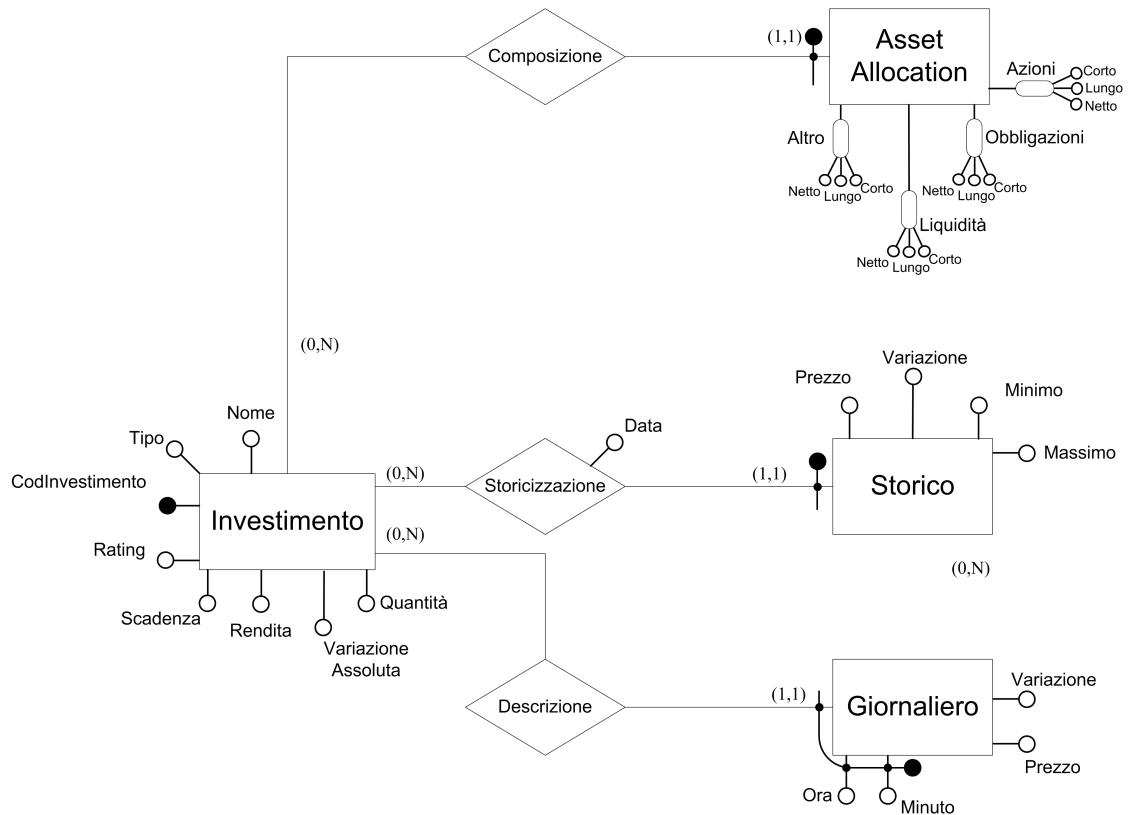 Composizione
(1,1)
Asset
Allocation
Azioni
Corto
Lungo
Netto
Altro
Obbligazioni
Netto
Lungo
Corto
Netto
Lungo
Corto
Liquidità
Netto
Lungo
Corto
(0,N)
Variazione
Prezzo
Minimo
Nome
Data
Tipo
Massimo
CodInvestimento
(0,N)
Storicizzazione
(1,1)
Storico
Investimento
(0,N)
Rating
(0,N)
Scadenza
Rendita
Quantità
Variazione
Assoluta
Descrizione
(1,1)
Giornaliero
Variazione
Prezzo
Ora
Minuto